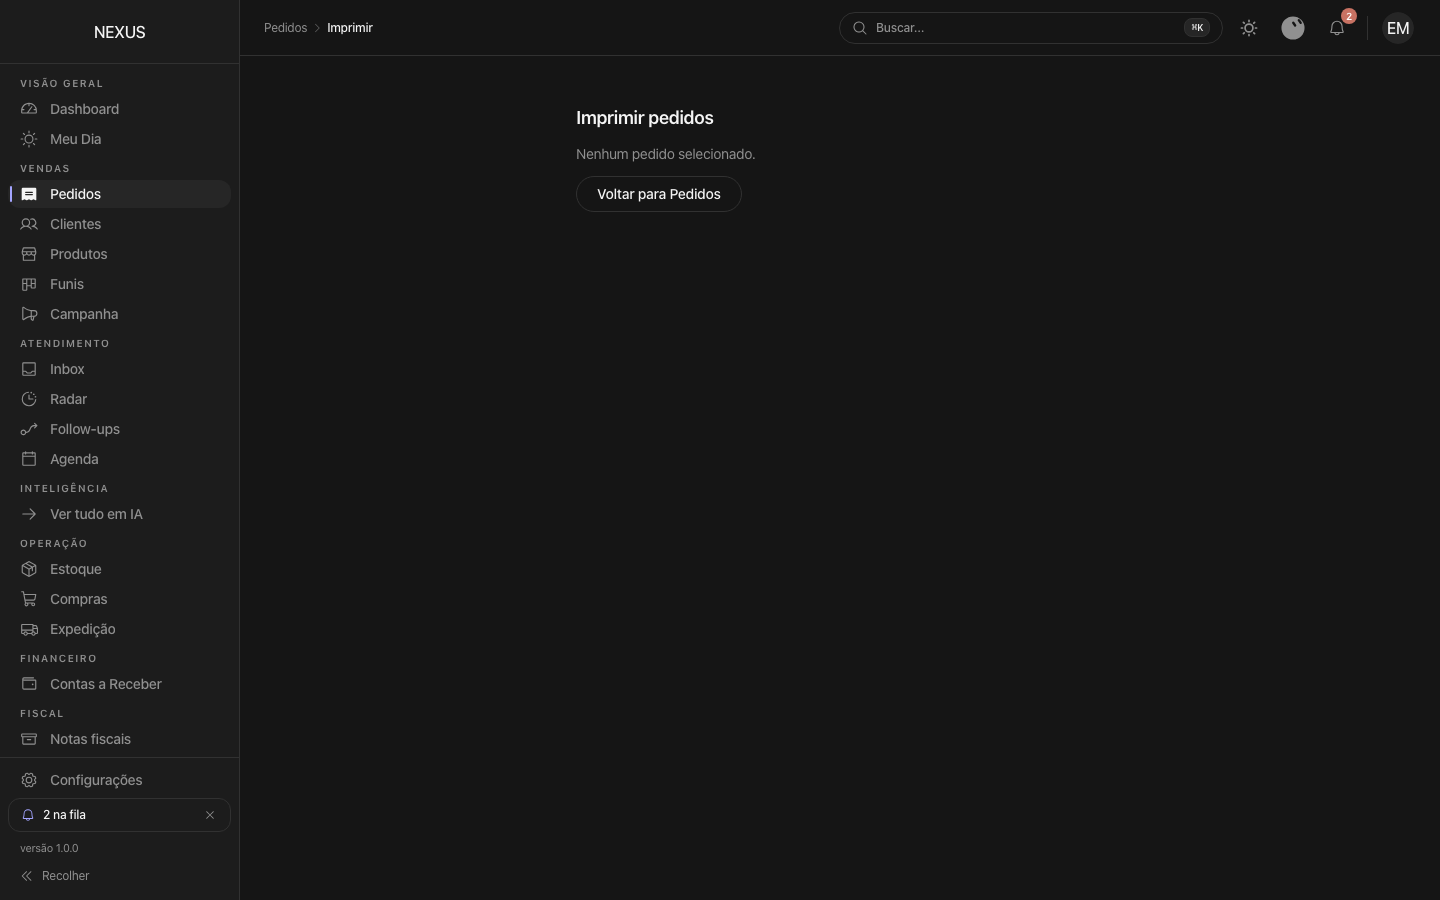 NEXUS
VISÃO GERAL
Dashboard
Meu Dia
VENDAS
Pedidos
Clientes
Produtos
Funis
Campanha
ATENDIMENTO
Inbox
Radar
Follow-ups
Agenda
INTELIGÊNCIA
Ver tudo em IA
OPERAÇÃO
Estoque
Compras
Expedição
FINANCEIRO
Contas a Receber
FISCAL
Notas fiscais
Configurações
2 na fila
versão 1.0.0
Recolher
Pedidos Imprimir
Buscar... ⌘K
2
EM
Imprimir pedidos
Nenhum pedido selecionado.
Voltar para Pedidos